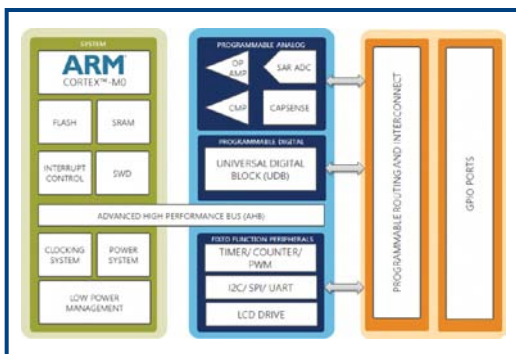 SYSTEM
ARM
CORTEX™-M0
FLASH
SRAM
INTERRUPT
CONTROL
SWD
ADVANCED HIGH PERFORMANCE BUS (AHB)
CLOCKING
SYSTEM
POWER
SYSTEM
LOW POWER
MANAGEMENT
PROGRAMMABLE ANALOG
OP
AMP
SAR ADC
CMP
CAPSENSE
PROGRAMMABLE DIGITAL
UNIVERSAL DIGITAL
BLOCK (UDB)
FIXED FUNCTION PERIPHERALS
TIMER/ COUNTER/
PWM
I2C/ SPI/ UART
LCD DRIVE
PROGRAMMABLE ROUTING AND INTERCONNECT
GPIO PORTS